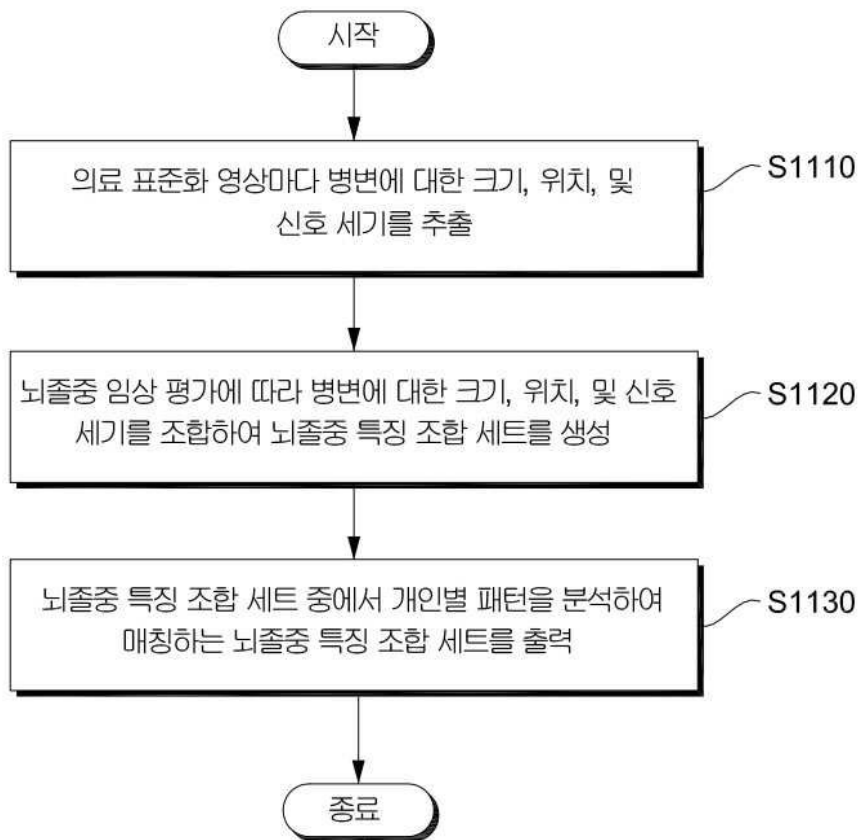 시작
의료 표준화 영상마다 병변에 대한 크기, 위치, 및
신호 세기를 추출
S1110
뇌졸중 임상 평가에 따라 병변에 대한 크기, 위치, 및 신호
세기를 조합하여 뇌졸중 특징 조합 세트를 생성
S1120
뇌졸중 특징 조합 세트 중에서 개인별 패턴을 분석하여
매칭하는 뇌졸중 특징 조합 세트를 출력
S1130
종료